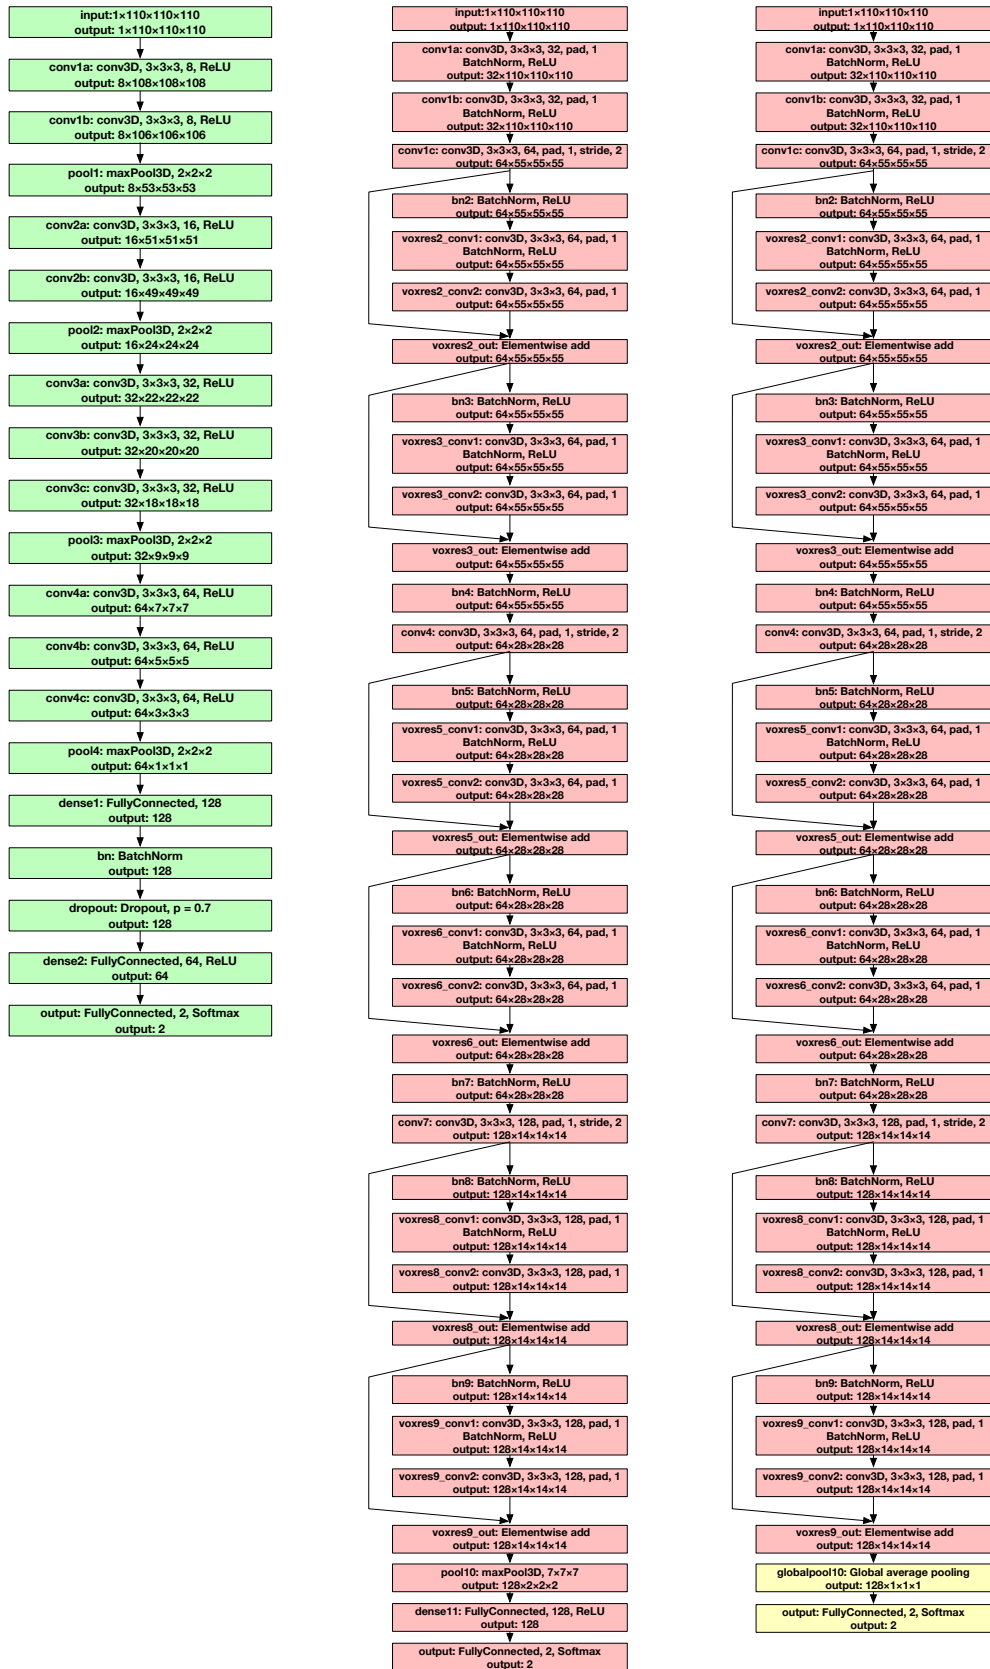 input:1×110×110×110
output: 1×110×110×110
conv1a: conv3D, 3×3×3, 8, ReLU
output: 8×108×108×108
conv1b: conv3D, 3×3×3, 8, ReLU
output: 8×106×106×106
pool1: maxPool3D, 2×2×2
output: 8×53×53×53
conv2a: conv3D, 3×3×3, 16, ReLU
output: 16×51×51×51
conv2b: conv3D, 3×3×3, 16, ReLU
output: 16×49×49×49
pool2: maxPool3D, 2×2×2
output: 16×24×24×24
conv3a: conv3D, 3×3×3, 32, ReLU
output: 32×22×22×22
conv3b: conv3D, 3×3×3, 32, ReLU
output: 32×20×20×20
conv3c: conv3D, 3×3×3, 32, ReLU
output: 32×18×18×18
pool3: maxPool3D, 2×2×2
output: 32×9×9×9
conv4a: conv3D, 3×3×3, 64, ReLU
output: 64×7×7×7
conv4b: conv3D, 3×3×3, 64, ReLU
output: 64×5×5×5
conv4c: conv3D, 3×3×3, 64, ReLU
output: 64×3×3×3
pool4: maxPool3D, 2×2×2
output: 64×1×1×1
dense1: FullyConnected, 128
output: 128
bn: BatchNorm
output: 128
dropout: Dropout, p = 0.7
output: 128
dense2: FullyConnected, 64, ReLU
output: 64
output: FullyConnected, 2, Softmax
output: 2
input:1×110×110×110
output: 1×110×110×110
conv1a: conv3D, 3×3×3, 32, pad, 1
BatchNorm, ReLU
output: 32×110×110×110
conv1b: conv3D, 3×3×3, 32, pad, 1
BatchNorm, ReLU
output: 32×110×110×110
conv1c: conv3D, 3×3×3, 64, pad, 1, stride, 2
output: 64×55×55×55
bn2: BatchNorm, ReLU
output: 64×55×55×55
voxres2_conv1: conv3D, 3×3×3, 64, pad, 1
BatchNorm, ReLU
output: 64×55×55×55
voxres2_conv2: conv3D, 3×3×3, 64, pad, 1
output: 64×55×55×55
voxres2_out: Elementwise add
output: 64×55×55×55
bn3: BatchNorm, ReLU
output: 64×55×55×55
voxres3_conv1: conv3D, 3×3×3, 64, pad, 1
BatchNorm, ReLU
output: 64×55×55×55
voxres3_conv2: conv3D, 3×3×3, 64, pad, 1
output: 64×55×55×55
voxres3_out: Elementwise add
output: 64×55×55×55
bn4: BatchNorm, ReLU
output: 64×55×55×55
conv4: conv3D, 3×3×3, 64, pad, 1, stride, 2
output: 64×28×28×28
bn5: BatchNorm, ReLU
output: 64×28×28×28
voxres5_conv1: conv3D, 3×3×3, 64, pad, 1
BatchNorm, ReLU
output: 64×28×28×28
voxres5_conv2: conv3D, 3×3×3, 64, pad, 1
output: 64×28×28×28
voxres5_out: Elementwise add
output: 64×28×28×28
bn6: BatchNorm, ReLU
output: 64×28×28×28
voxres6_conv1: conv3D, 3×3×3, 64, pad, 1
BatchNorm, ReLU
output: 64×28×28×28
voxres6_conv2: conv3D, 3×3×3, 64, pad, 1
output: 64×28×28×28
voxres6_out: Elementwise add
output: 64×28×28×28
bn7: BatchNorm, ReLU
output: 64×28×28×28
conv7: conv3D, 3×3×3, 128, pad, 1, stride, 2
output: 128×14×14×14
bn8: BatchNorm, ReLU
output: 128×14×14×14
voxres8_conv1: conv3D, 3×3×3, 128, pad, 1
BatchNorm, ReLU
output: 128×14×14×14
voxres8_conv2: conv3D, 3×3×3, 128, pad, 1
output: 128×14×14×14
voxres8_out: Elementwise add
output: 128×14×14×14
bn9: BatchNorm, ReLU
output: 128×14×14×14
voxres9_conv1: conv3D, 3×3×3, 128, pad, 1
BatchNorm, ReLU
output: 128×14×14×14
voxres9_conv2: conv3D, 3×3×3, 128, pad, 1
output: 128×14×14×14
voxres9_out: Elementwise add
output: 128×14×14×14
pool10: maxPool3D, 7×7×7
output: 128×2×2×2
dense11: FullyConnected, 128, ReLU
output: 128
output: FullyConnected, 2, Softmax
output: 2
input:1×110×110×110
output: 1×110×110×110
conv1a: conv3D, 3×3×3, 32, pad, 1
BatchNorm, ReLU
output: 32×110×110×110
conv1b: conv3D, 3×3×3, 32, pad, 1
BatchNorm, ReLU
output: 32×110×110×110
conv1c: conv3D, 3×3×3, 64, pad, 1, stride, 2
output: 64×55×55×55
bn2: BatchNorm, ReLU
output: 64×55×55×55
voxres2_conv1: conv3D, 3×3×3, 64, pad, 1
BatchNorm, ReLU
output: 64×55×55×55
voxres2_conv2: conv3D, 3×3×3, 64, pad, 1
output: 64×55×55×55
voxres2_out: Elementwise add
output: 64×55×55×55
bn3: BatchNorm, ReLU
output: 64×55×55×55
voxres3_conv1: conv3D, 3×3×3, 64, pad, 1
BatchNorm, ReLU
output: 64×55×55×55
voxres3_conv2: conv3D, 3×3×3, 64, pad, 1
output: 64×55×55×55
voxres3_out: Elementwise add
output: 64×55×55×55
bn4: BatchNorm, ReLU
output: 64×55×55×55
conv4: conv3D, 3×3×3, 64, pad, 1, stride, 2
output: 64×28×28×28
bn5: BatchNorm, ReLU
output: 64×28×28×28
voxres5_conv1: conv3D, 3×3×3, 64, pad, 1
BatchNorm, ReLU
output: 64×28×28×28
voxres5_conv2: conv3D, 3×3×3, 64, pad, 1
output: 64×28×28×28
voxres5_out: Elementwise add
output: 64×28×28×28
bn6: BatchNorm, ReLU
output: 64×28×28×28
voxres6_conv1: conv3D, 3×3×3, 64, pad, 1
BatchNorm, ReLU
output: 64×28×28×28
voxres6_conv2: conv3D, 3×3×3, 64, pad, 1
output: 64×28×28×28
voxres6_out: Elementwise add
output: 64×28×28×28
bn7: BatchNorm, ReLU
output: 64×28×28×28
conv7: conv3D, 3×3×3, 128, pad, 1, stride, 2
output: 128×14×14×14
bn8: BatchNorm, ReLU
output: 128×14×14×14
voxres8_conv1: conv3D, 3×3×3, 128, pad, 1
BatchNorm, ReLU
output: 128×14×14×14
voxres8_conv2: conv3D, 3×3×3, 128, pad, 1
output: 128×14×14×14
voxres8_out: Elementwise add
output: 128×14×14×14
bn9: BatchNorm, ReLU
output: 128×14×14×14
voxres9_conv1: conv3D, 3×3×3, 128, pad, 1
BatchNorm, ReLU
output: 128×14×14×14
voxres9_conv2: conv3D, 3×3×3, 128, pad, 1
output: 128×14×14×14
voxres9_out: Elementwise add
output: 128×14×14×14
globalpool10: Global average pooling
output: 128×1×1×1
output: FullyConnected, 2, Softmax
output: 2